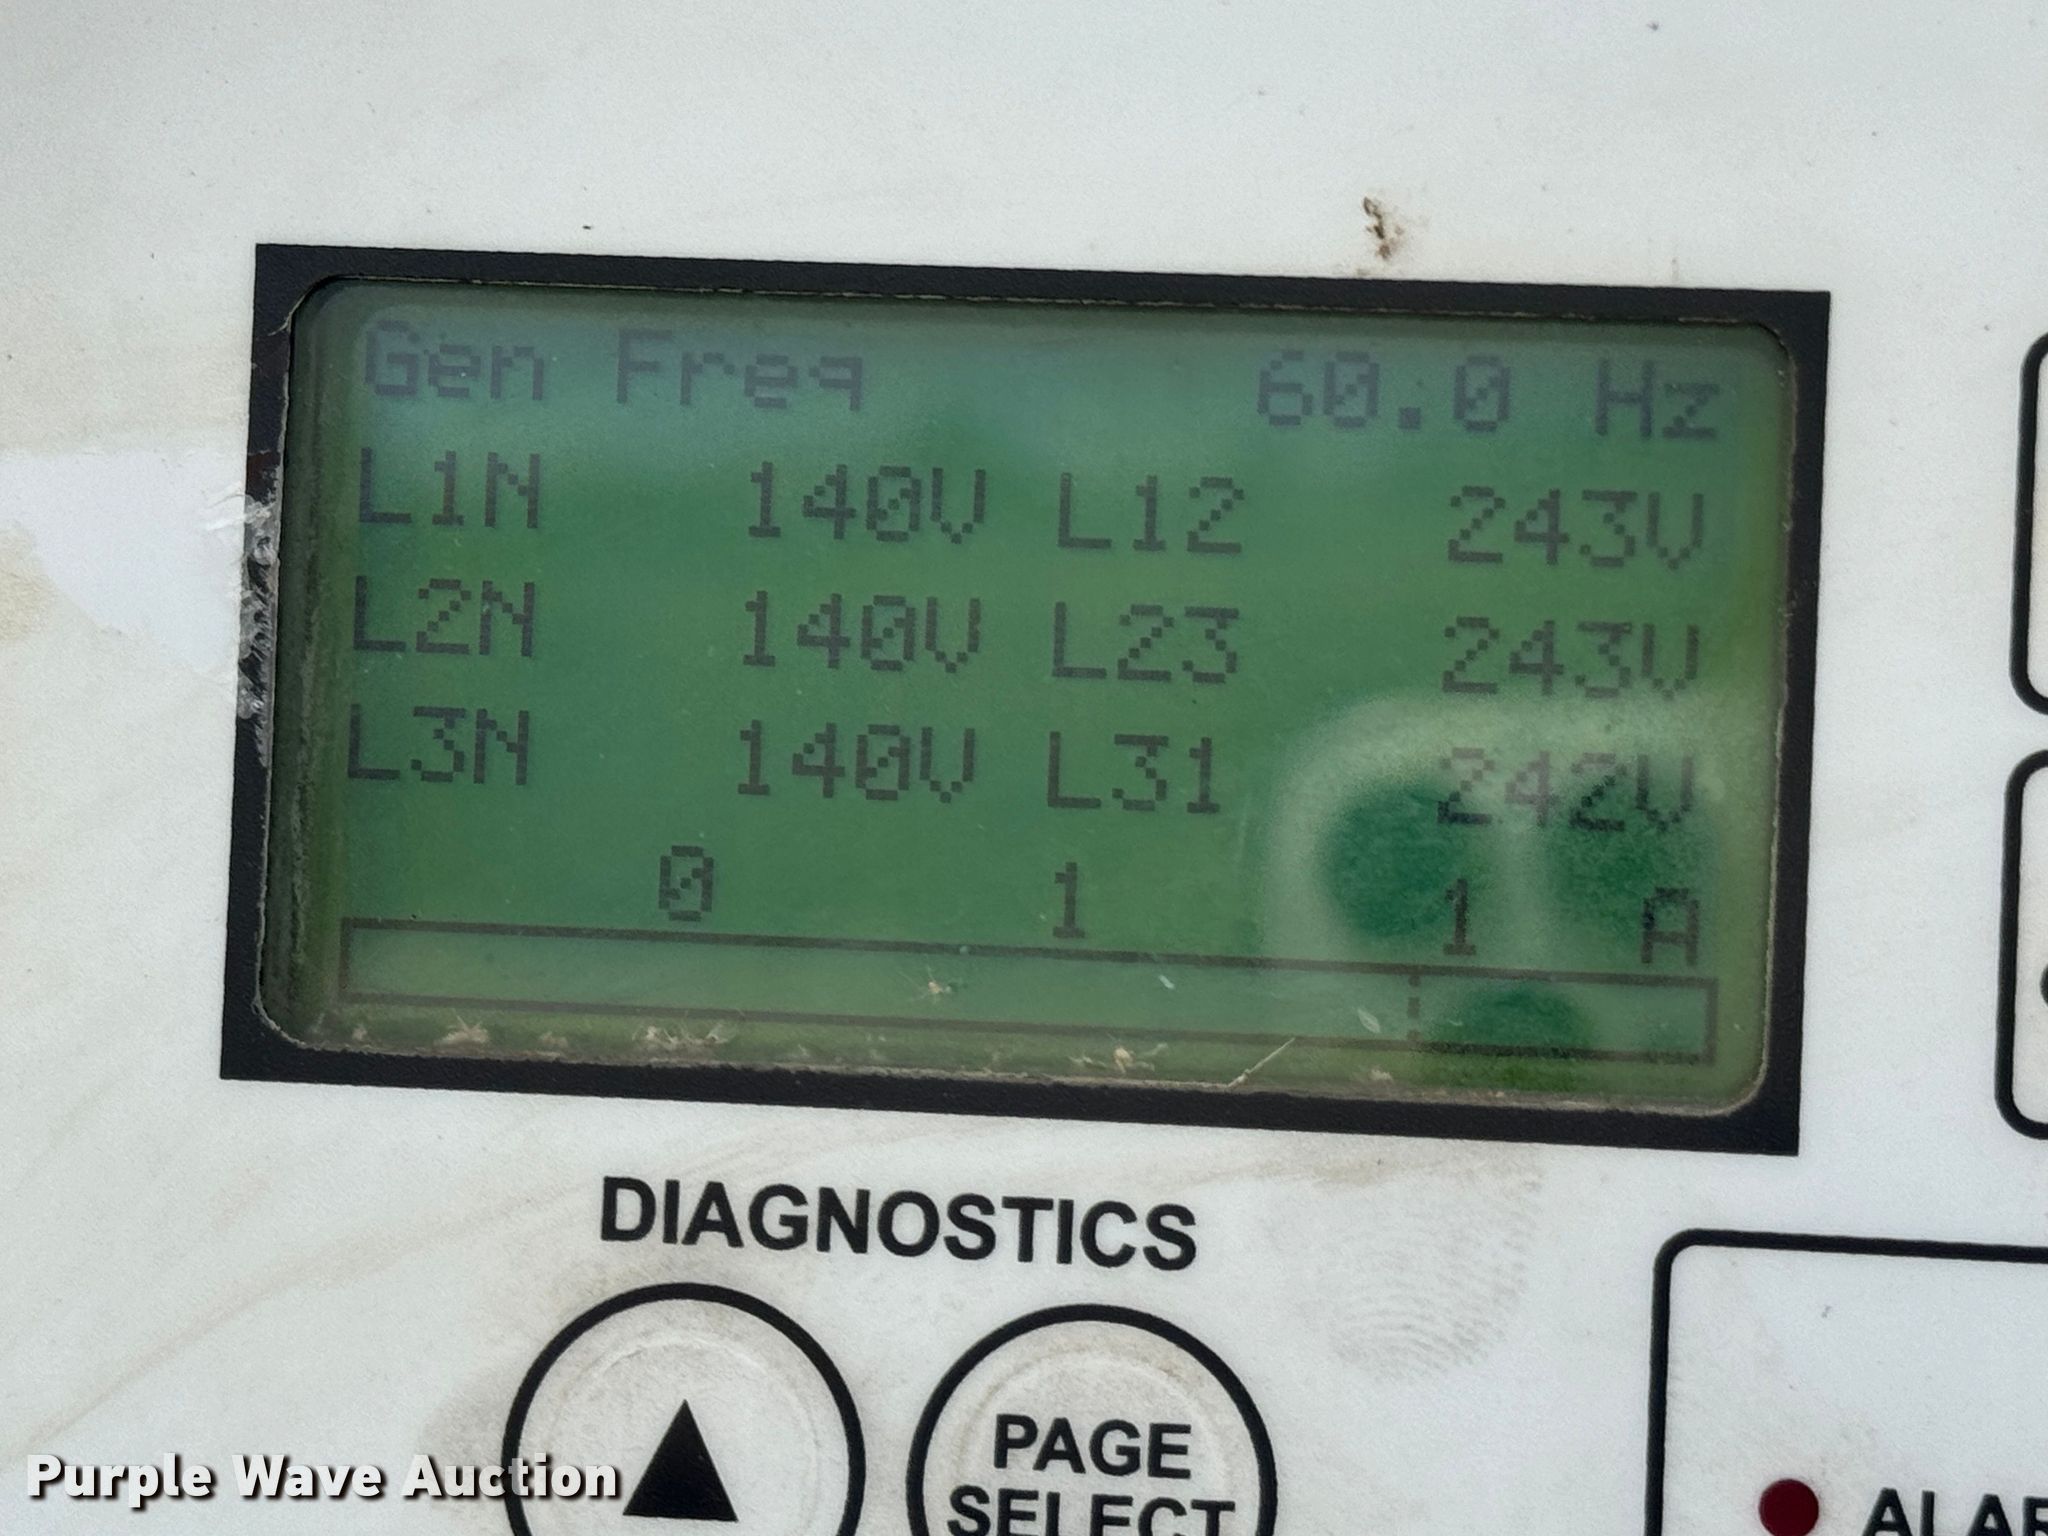 Gen Freq 60.0 Hz
L1N 140V L12 243V
L2N 140V L23 243V
L3N 140V L31 242V
0 1 1 A
DIAGNOSTICS
PAGE
SELECT
Purple Wave Auction